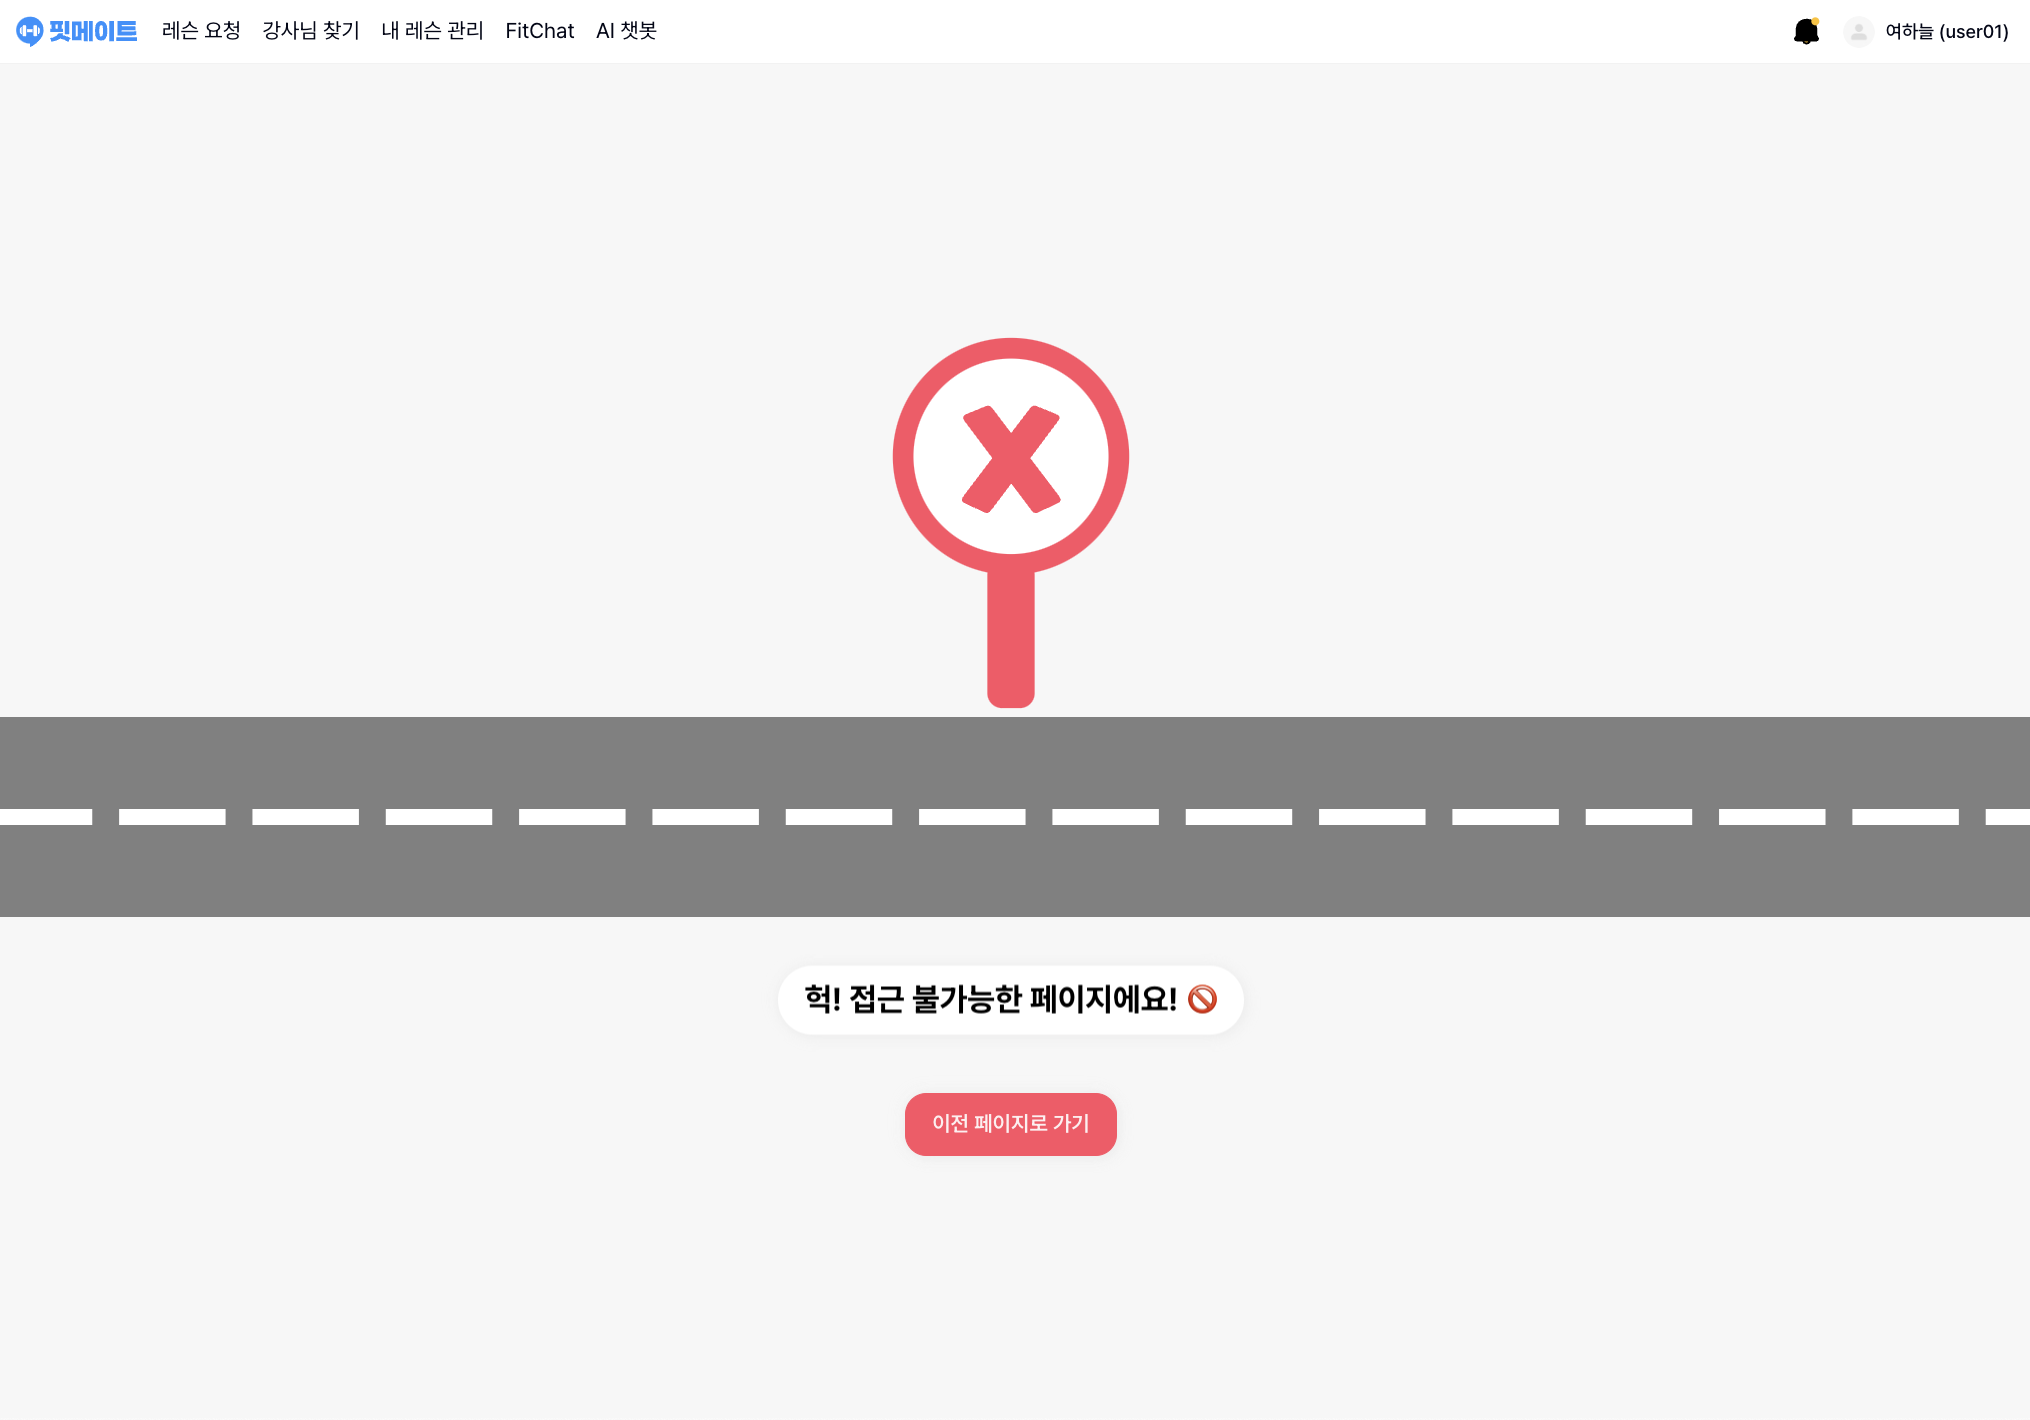 핏메이트 레슨 요청 강사님 찾기 내 레슨 관리 FitChat AI 챗봇 여하늘 (user01)
X
헉! 접근 불가능한 페이지에요! 🚫
이전 페이지로 가기